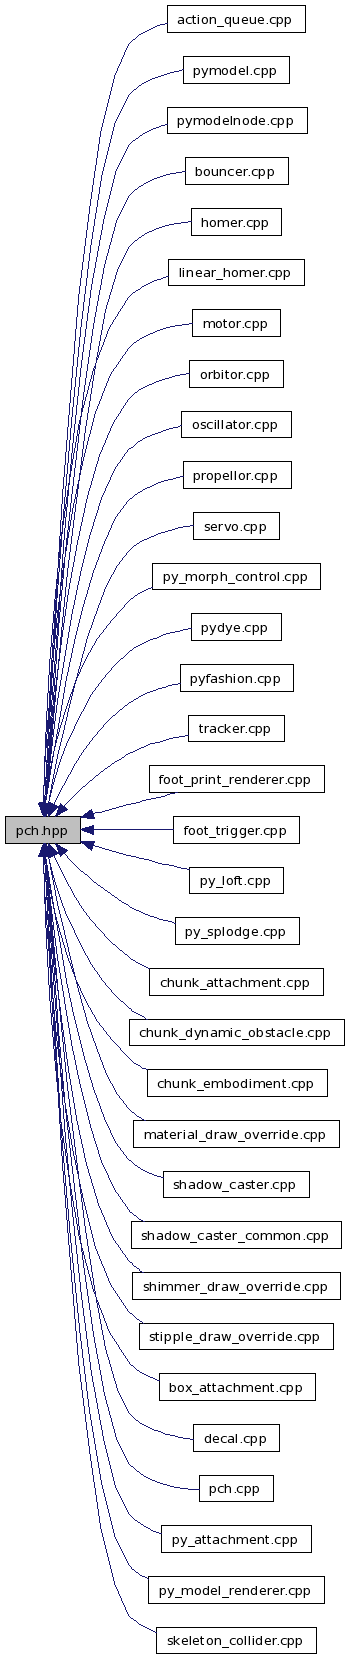 action_queue.cpp
pymodel.cpp
pymodelnode.cpp
bouncer.cpp
homer.cpp
linear_homer.cpp
motor.cpp
orbitor.cpp
oscillator.cpp
propellor.cpp
servo.cpp
py_morph_control.cpp
pydye.cpp
pyfashion.cpp
tracker.cpp
foot_print_renderer.cpp
pch.hpp
foot_trigger.cpp
py_loft.cpp
py_splodge.cpp
chunk_attachment.cpp
chunk_dynamic_obstacle.cpp
chunk_embodiment.cpp
material_draw_override.cpp
shadow_caster.cpp
shadow_caster_common.cpp
shimmer_draw_override.cpp
stipple_draw_override.cpp
box_attachment.cpp
decal.cpp
pch.cpp
py_attachment.cpp
py_model_renderer.cpp
skeleton_collider.cpp